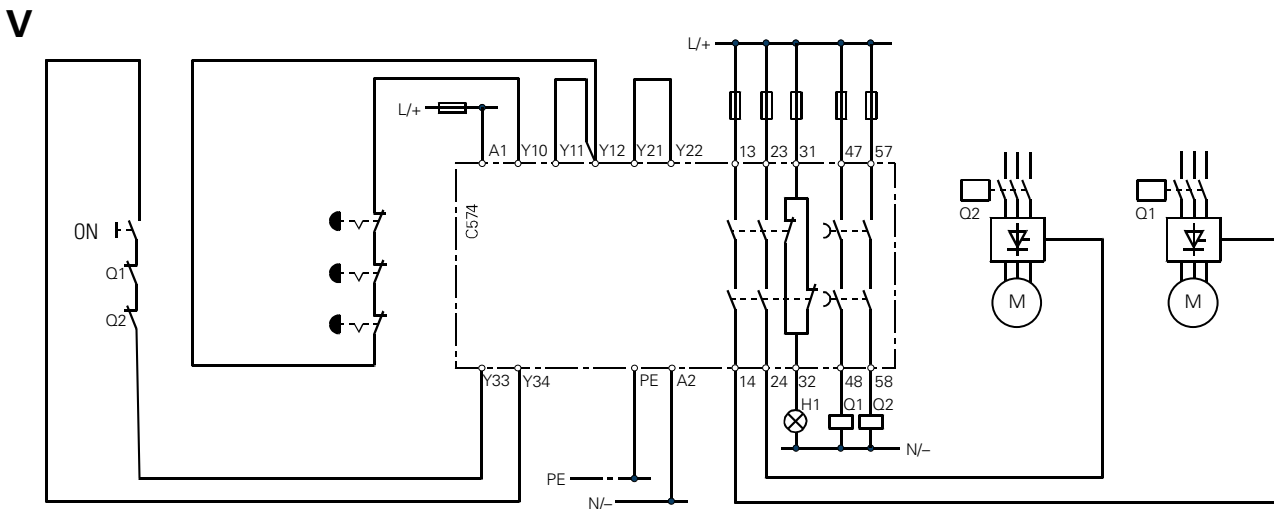 V
L/+
L/+
A1 Y10 Y11 Y12 Y21 Y22 13 23 31 47 57
C574
ON
Q1
Q2
Q2
Q1
M
M
Y33 Y34 PE A2 14 24 32 48 58
H1 Q1 Q2
N/–
PE
N/–